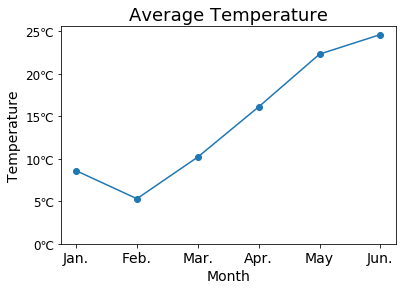 Average Temperature
25℃
20℃
15℃
10℃
5℃
0℃
Temperature
Jan. Feb. Mar. Apr. May Jun.
Month